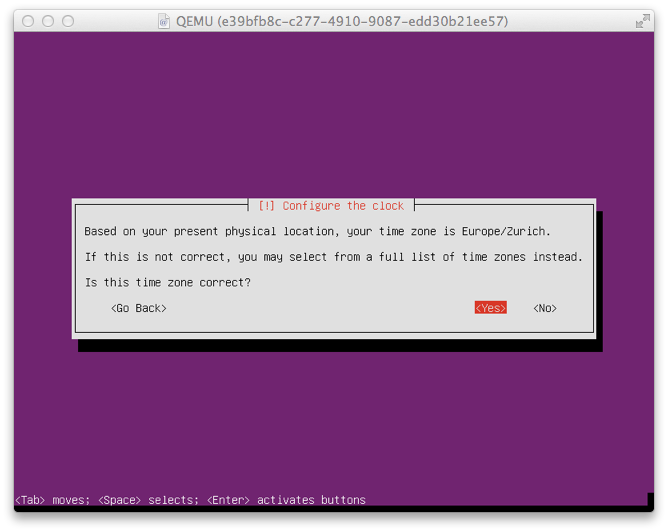 QEMU (e39bfb8c-c277-4910-9087-edd30b21ee57)
[!] Configure the clock
Based on your present physical location, your time zone is Europe/Zurich.
If this is not correct, you may select from a full list of time zones instead.
Is this time zone correct?
<Go Back> <Yes> <No>
<Tab> moves; <Space> selects; <Enter> activates buttons